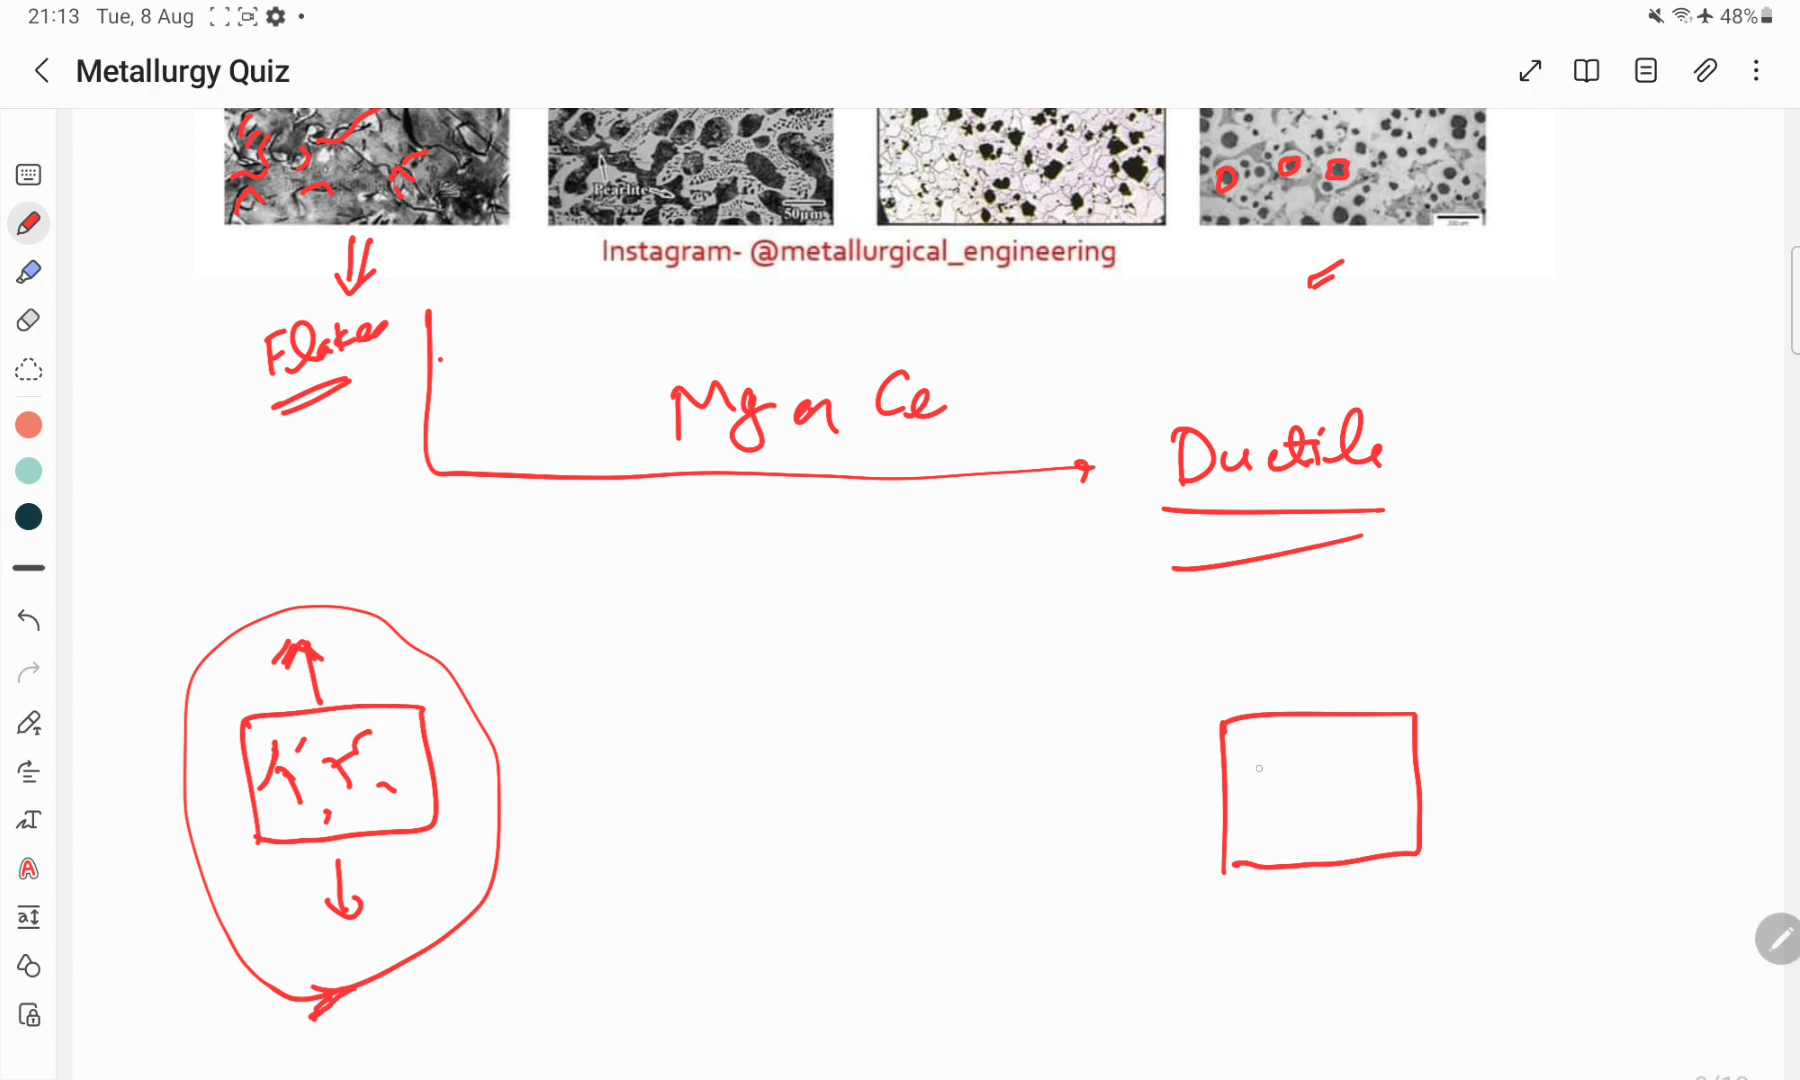 21:13 Tue, 8 Aug 48%
Metallurgy Quiz
Pearlite
50μm
Instagram- @metallurgical_engineering
Flakes
Mg or Ce
Ductile